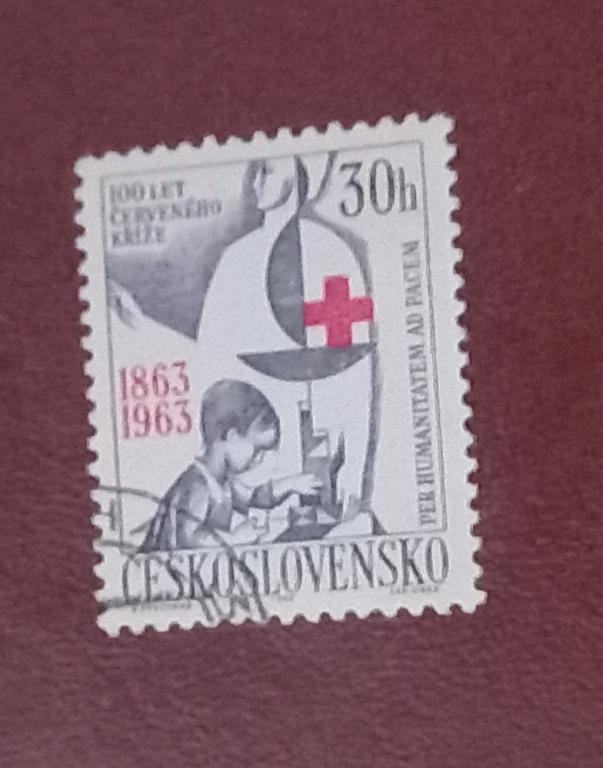 100 LET
ČERVENÉHO
KŘÍŽE
30h
PER HUMANITATEM AD PACEM
1863
1963
ČESKOSLOVENSKO